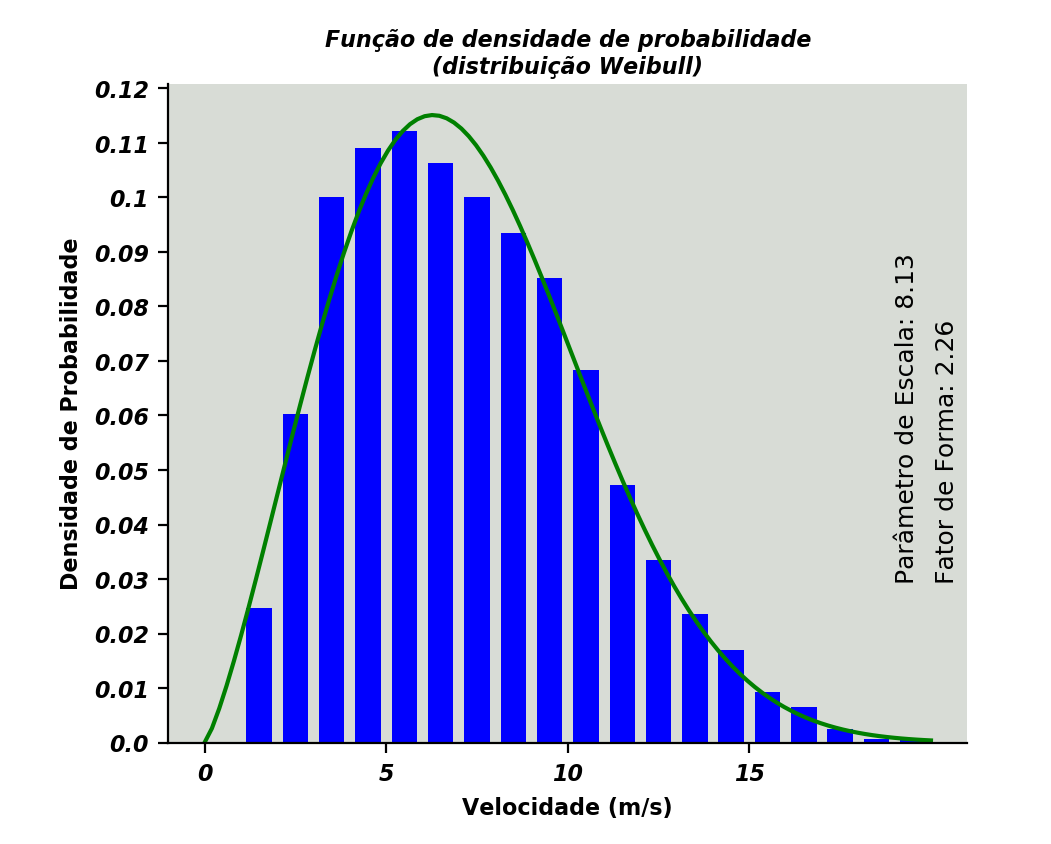 Função de densidade de probabilidade
(distribuição Weibull)
Densidade de Probabilidade
0.12
0.11
0.1
0.09
0.08
0.07
0.06
0.05
0.04
0.03
0.02
0.01
0.0
Parâmetro de Escala: 8.13
Fator de Forma: 2.26
0
5
10
15
Velocidade (m/s)